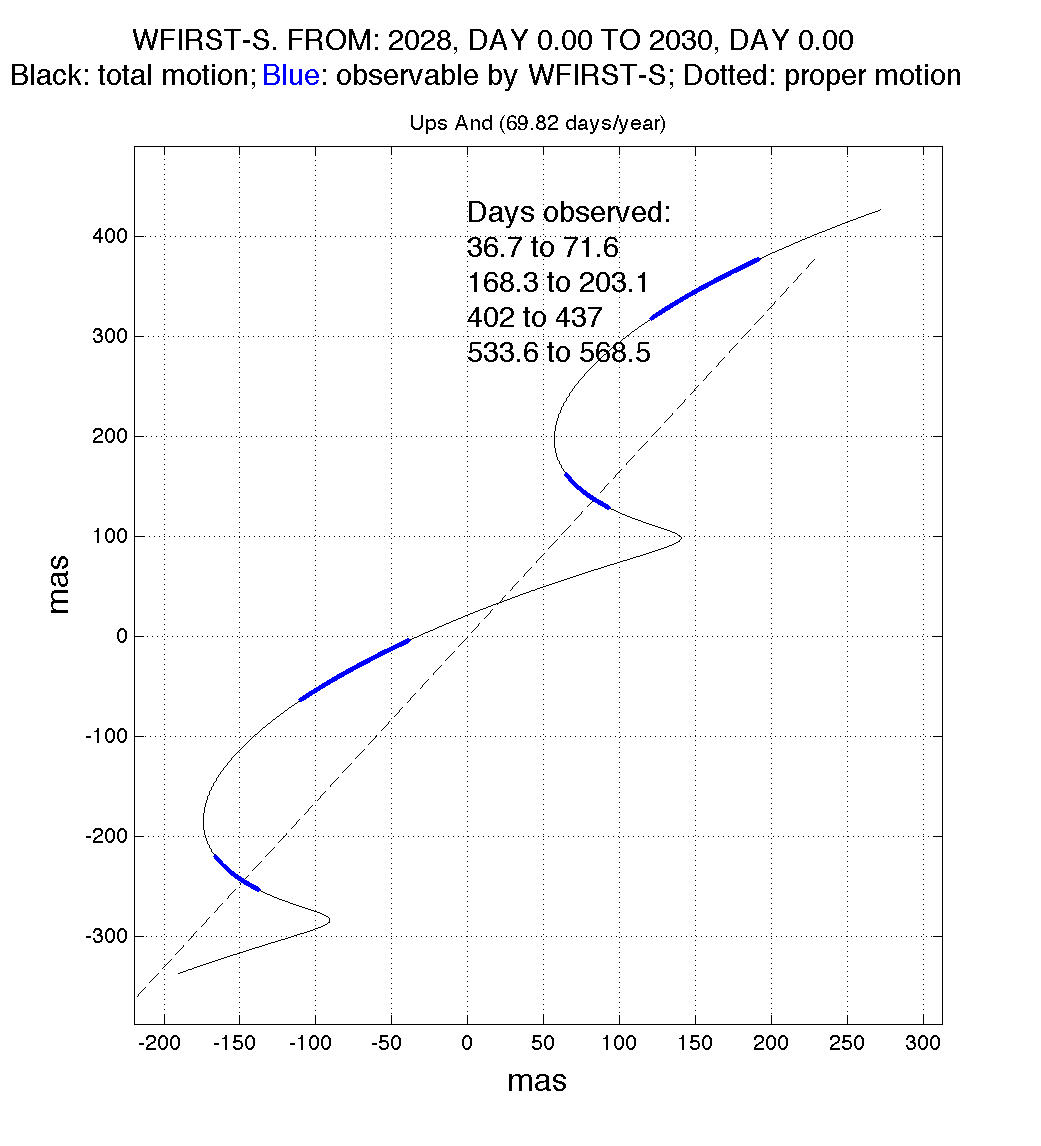 WFIRST-S. FROM: 2028, DAY 0.00 TO 2030, DAY 0.00
Black: total motion; Blue: observable by WFIRST-S; Dotted: proper motion
Ups And (69.82 days/year)
Days observed:
36.7 to 71.6
168.3 to 203.1
402 to 437
533.6 to 568.5
400
300
200
100
0
-100
-200
-300
mas
-200 -150 -100 -50 0 50 100 150 200 250 300
mas